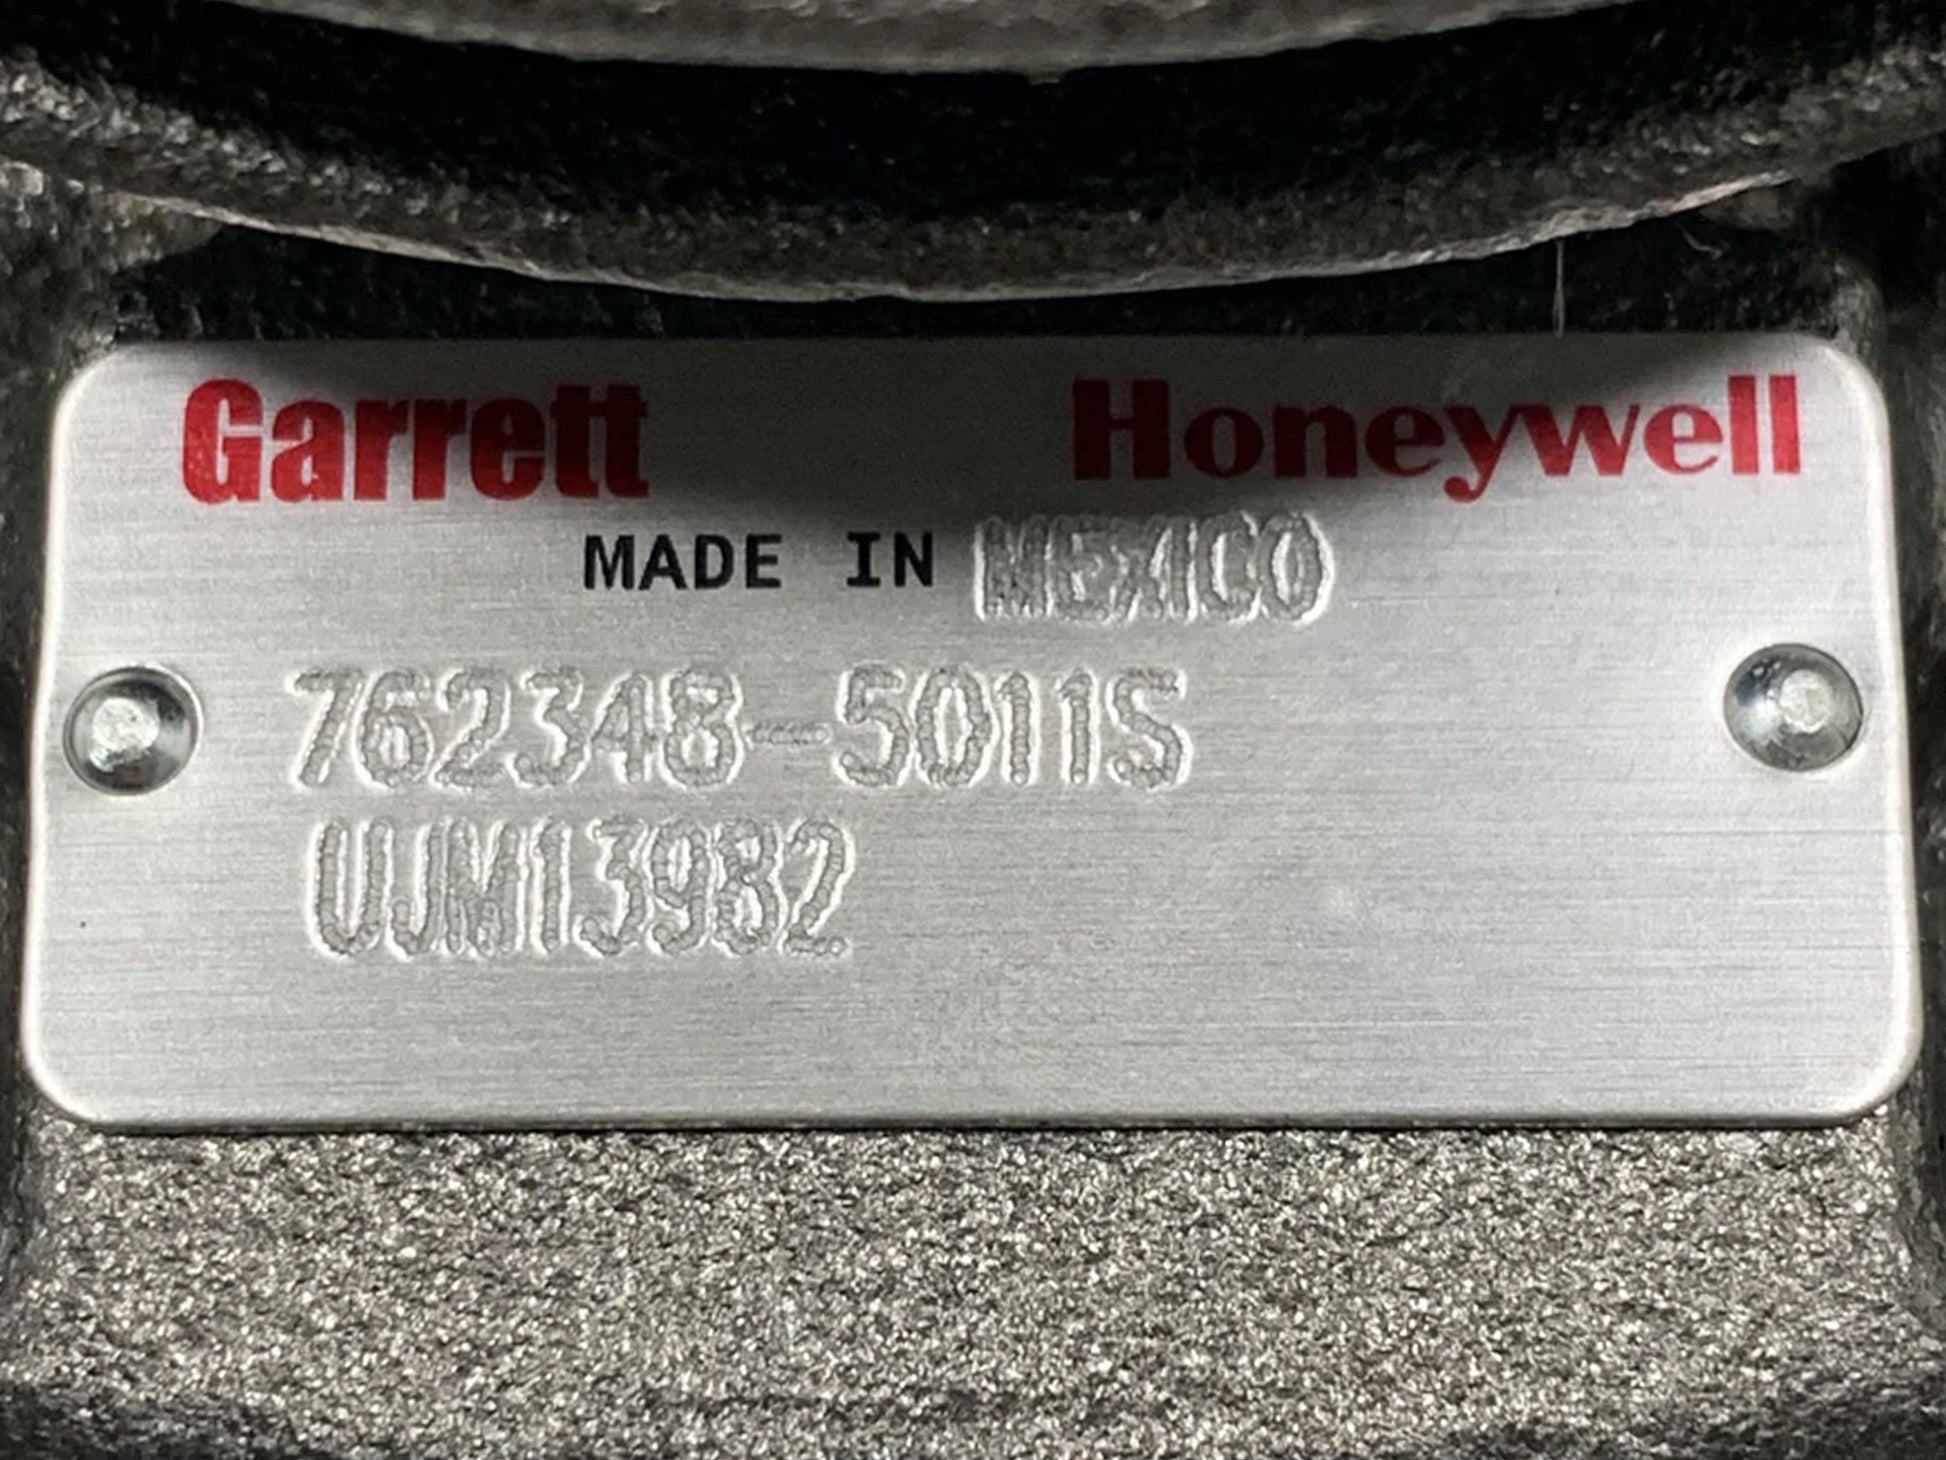 Garrett Honeywell
MADE IN MEXICO
762348-5011S
UJM13982